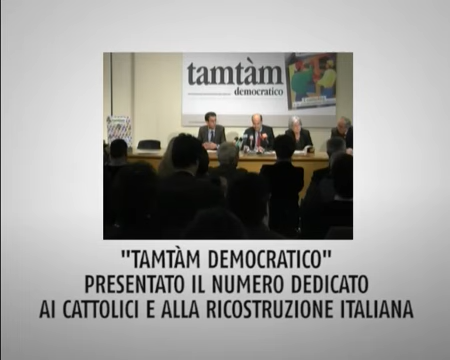 tamtàm
democratico
"TAMTÀM DEMOCRATICO"
PRESENTATO IL NUMERO DEDICATO
AI CATTOLICI E ALLA RICOSTRUZIONE ITALIANA